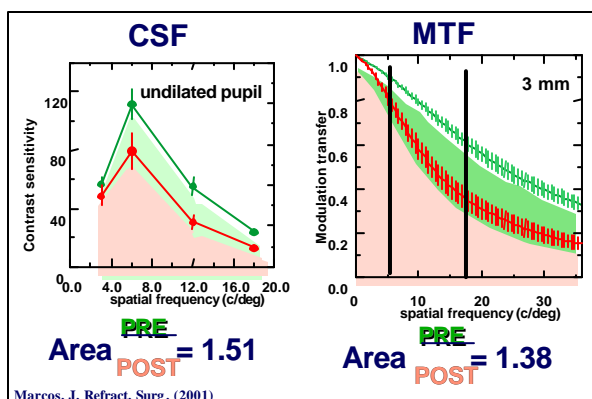 CSF
MTF
undilated pupil
3 mm
Contrast sensitivity
120
80
40
0
0.0 4.0 8.0 12.0 16.0 20.0
spatial frequency (c/deg)
Modulation transfer
1.0
0.8
0.6
0.4
0.2
0.0
0 10 20 30
spatial frequency (c/deg)
PRE
Area = 1.51
POST
PRE
Area = 1.38
POST
Marcos, J. Refract. Surg. (2001)